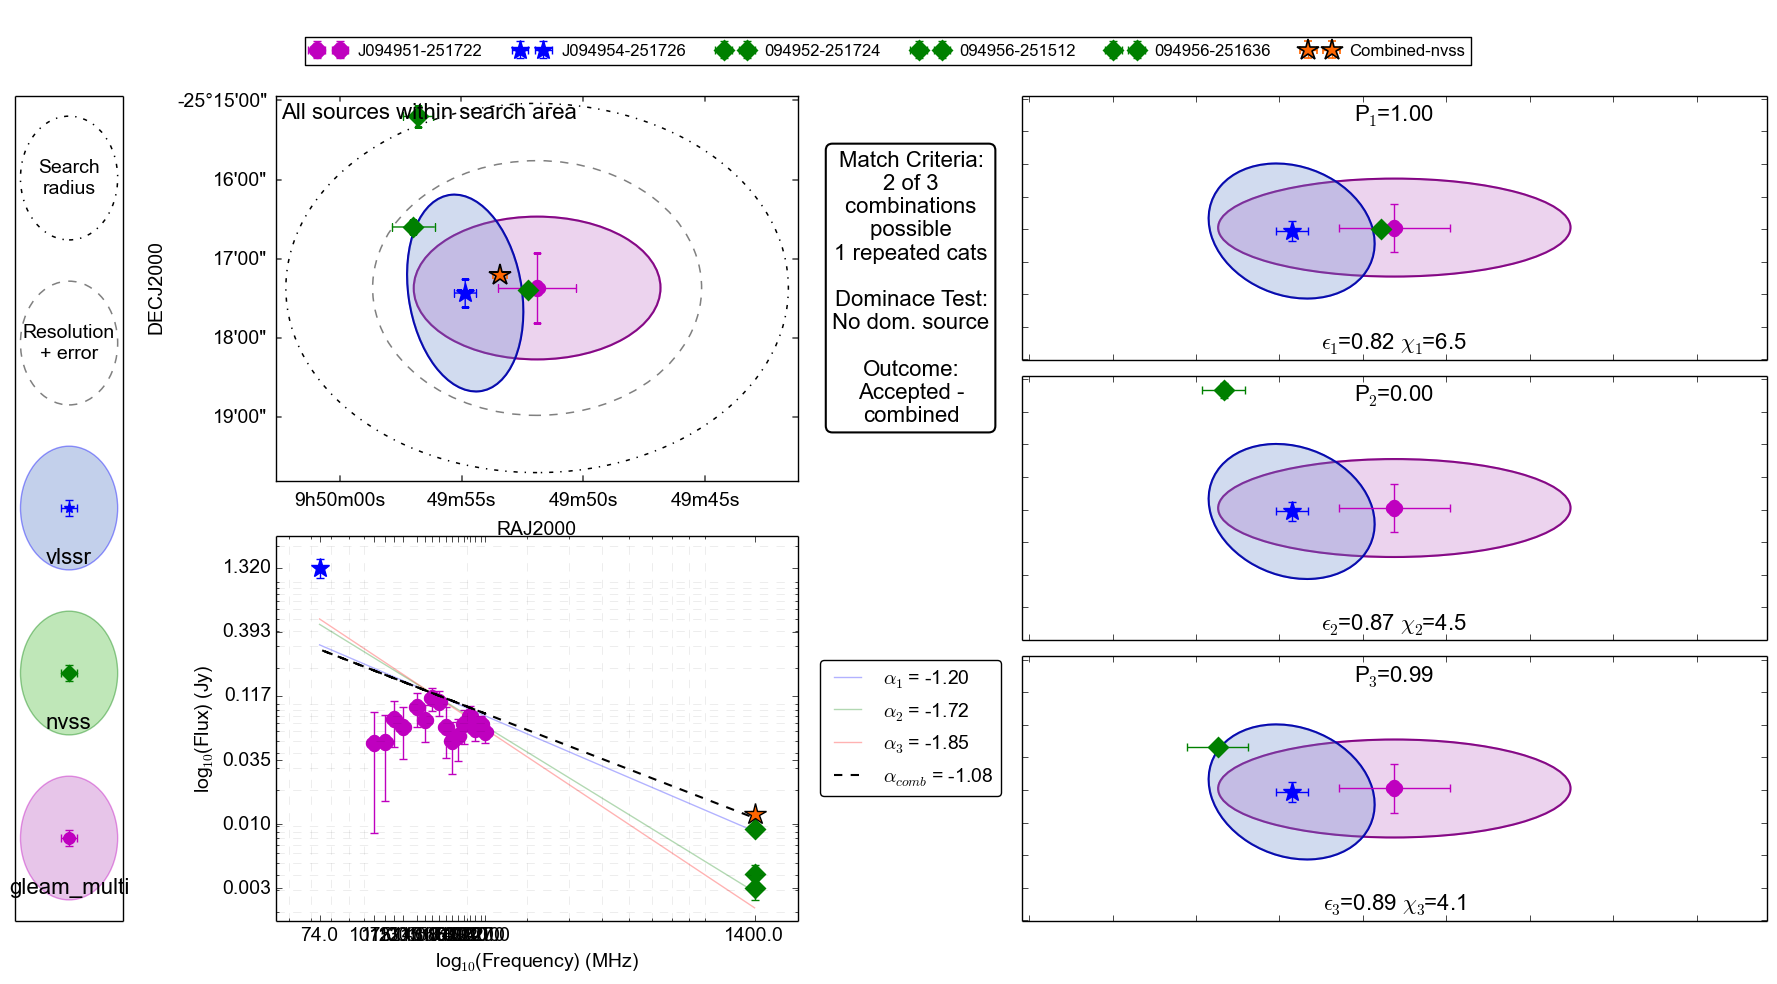 J094951-251722
J094954-251726
094952-251724
094956-251512
094956-251636
Combined-nvss
Search
radius
Resolution
+ error
vlssr
nvss
gleam_multi
All sources within search area
DECJ2000
-25°15'00"
16'00"
17'00"
18'00"
19'00"
9h50m00s
49m55s
49m50s
49m45s
RAJ2000
Match Criteria:
2 of 3
combinations
possible
1 repeated cats
Dominace Test:
No dom. source
Outcome:
Accepted -
combined
log10(Flux) (Jy)
1.320
0.393
0.117
0.035
0.010
0.003
74.0
1400.0
log10(Frequency) (MHz)
α1 = -1.20
α2 = -1.72
α3 = -1.85
αcomb = -1.08
P1=1.00
ϵ1=0.82 χ1=6.5
P2=0.00
ϵ2=0.87 χ2=4.5
P3=0.99
ϵ3=0.89 χ3=4.1